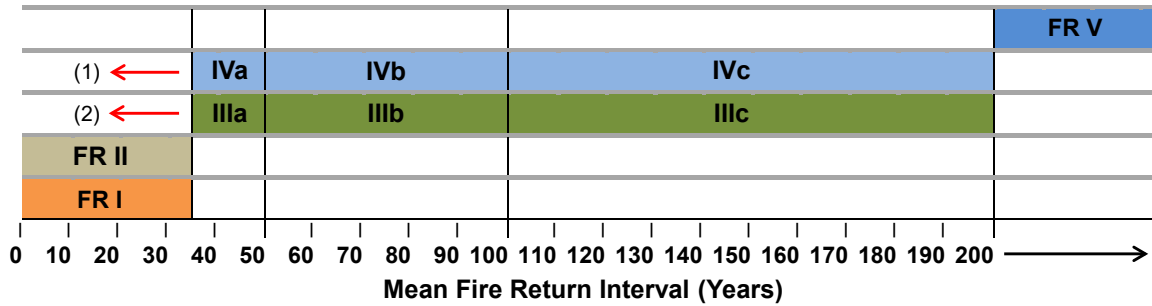 FR V
(1) IVa IVb IVc
(2) IIIa IIIb IIIc
FR II
FR I
0 10 20 30 40 50 60 70 80 90 100 110 120 130 140 150 160 170 180 190 200
Mean Fire Return Interval (Years)